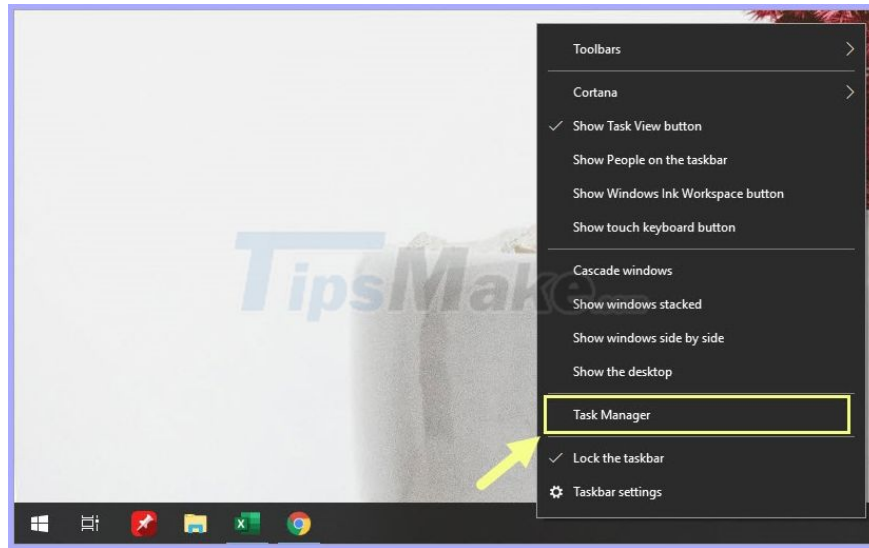 Toolbars
Cortana
Show Task View button
Show People on the taskbar
Show Windows Ink Workspace button
Show touch keyboard button
TipsMake.com
Cascade windows
Show windows stacked
Show windows side by side
Show the desktop
Task Manager
Lock the taskbar
Taskbar settings